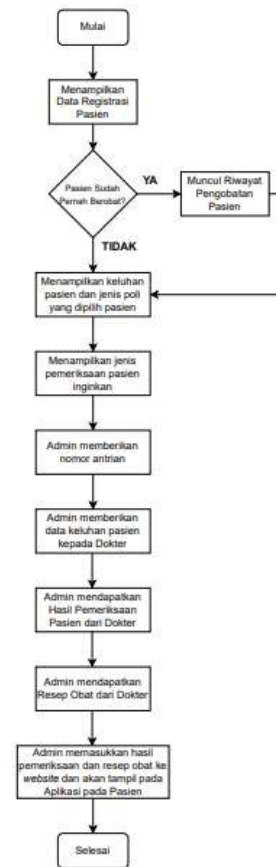 Mulai
Menampilkan
Data Registrasi
Pasien
Pasien Sudah
Pernah Berobat?
YA
Muncul Riwayat
Pengobatan
Pasien
TIDAK
Menampilkan keluhan
pasien dan jenis poli
yang dipilih pasien
Menampilkan jenis
pemeriksaan pasien
inginkan
Admin memberikan
nomor antrian
Admin memberikan
data keluhan pasien
kepada Dokter
Admin mendapatkan
Hasil Pemeriksaan
Pasien dari Dokter
Admin mendapatkan
Resep Obat dari Dokter
Admin memasukkan hasil
pemeriksaan dan resep obat ke
website dan akan tampil pada
Aplikasi pada Pasien
Selesai